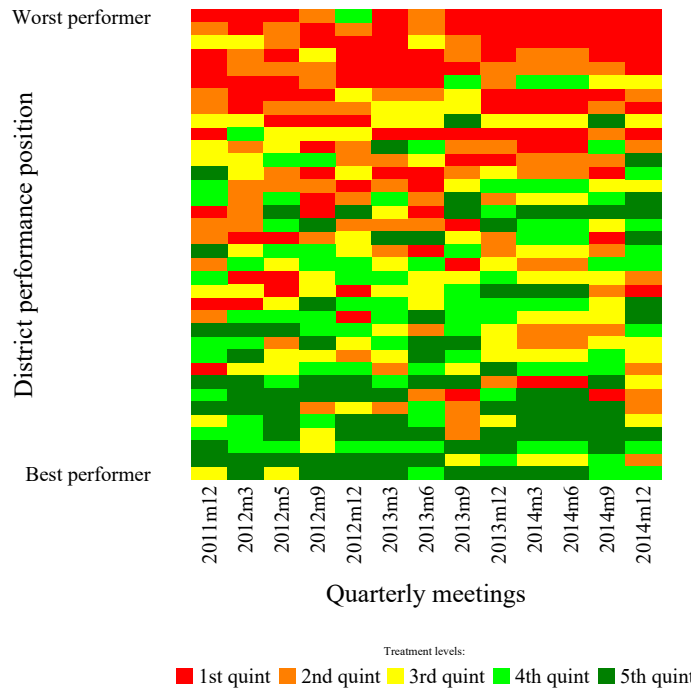 Worst performer
District performance position
Best performer
2011m12
2012m3
2012m5
2012m9
2012m12
2013m3
2013m6
2013m9
2013m12
2014m3
2014m6
2014m9
2014m12
Quarterly meetings
Treatment levels:
1st quint 2nd quint 3rd quint 4th quint 5th quint